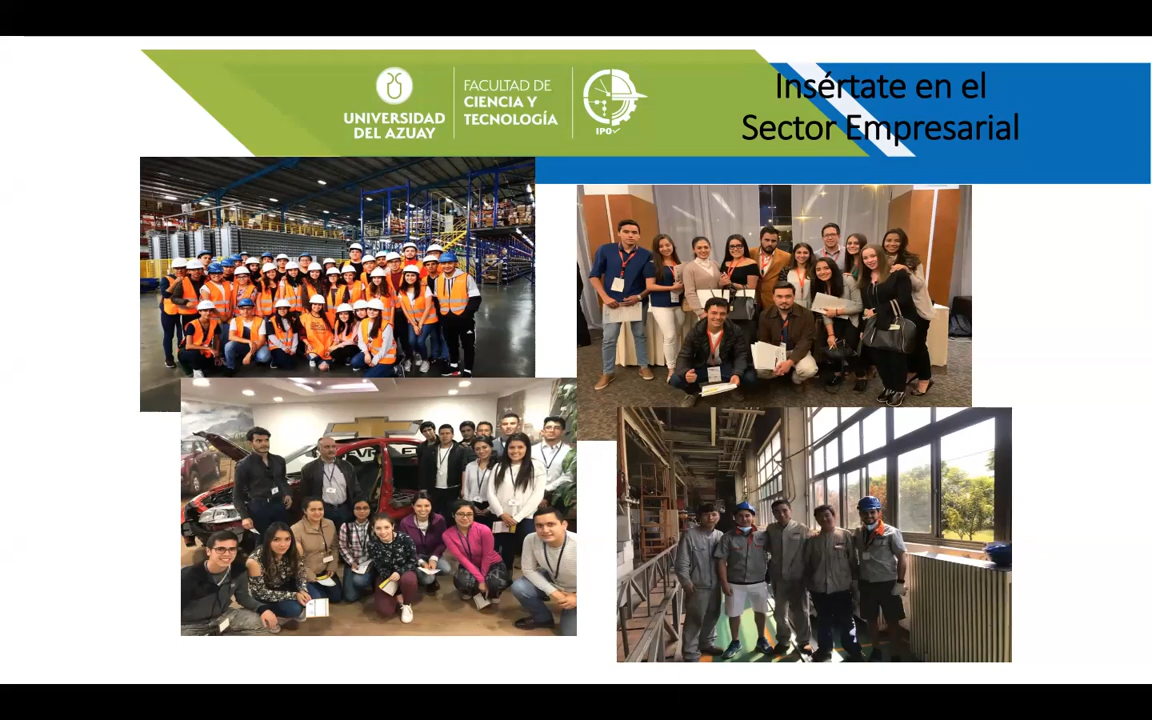 UNIVERSIDAD
DEL AZUAY
FACULTAD DE
CIENCIA Y
TECNOLOGÍA
IPO
Insértate en el
Sector Empresarial